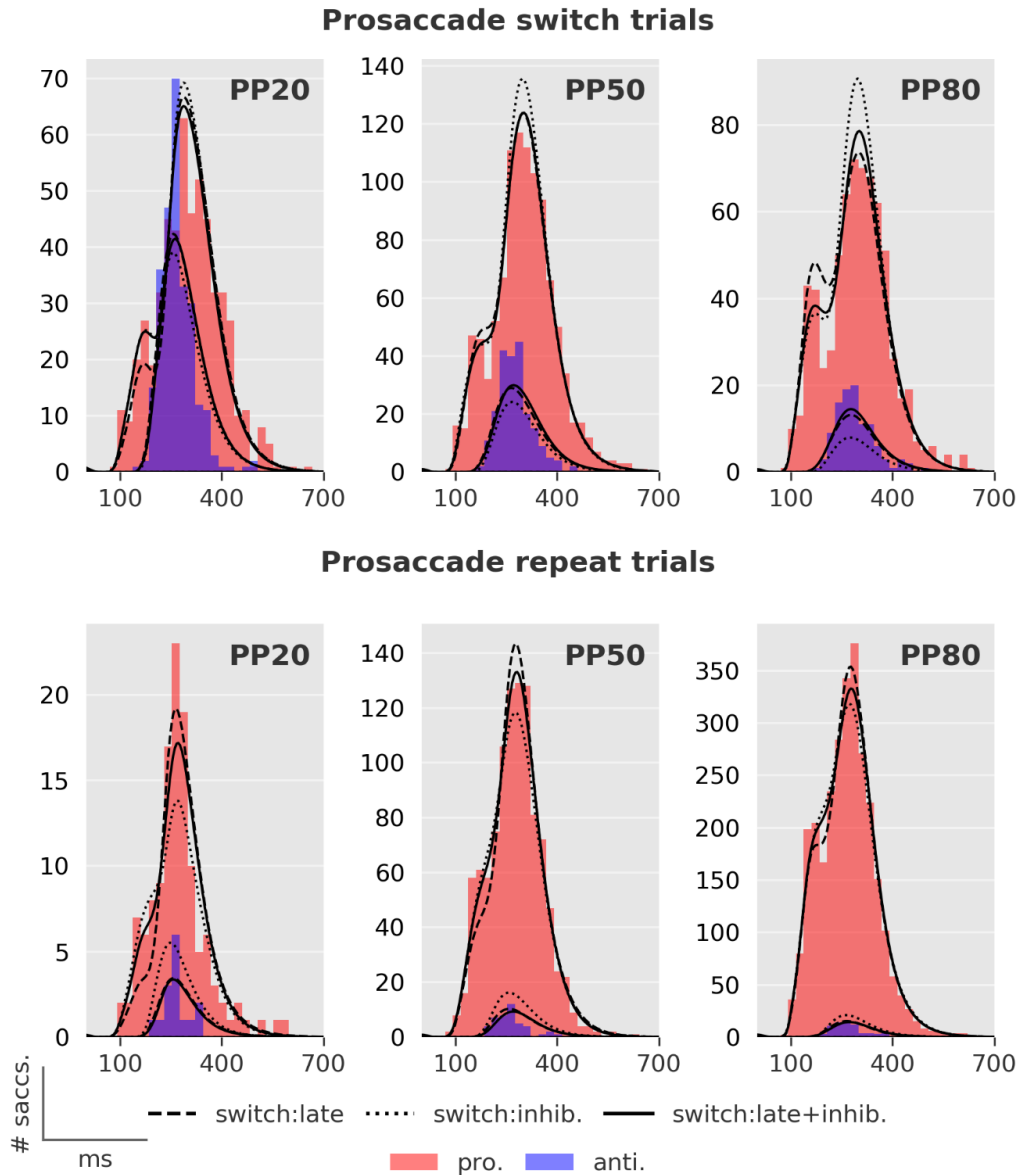 Prosaccade switch trials
PP20 PP50 PP80
70 60 50 40 30 20 10 0
140 120 100 80 60 40 20 0
80 60 40 20 0
100 400 700 100 400 700 100 400 700
Prosaccade repeat trials
PP20 PP50 PP80
20 15 10 5 0
140 120 100 80 60 40 20 0
350 300 250 200 150 100 50 0
100 400 700 100 400 700 100 400 700
# saccs.
ms
switch:late switch:inhib. switch:late+inhib.
pro. anti.